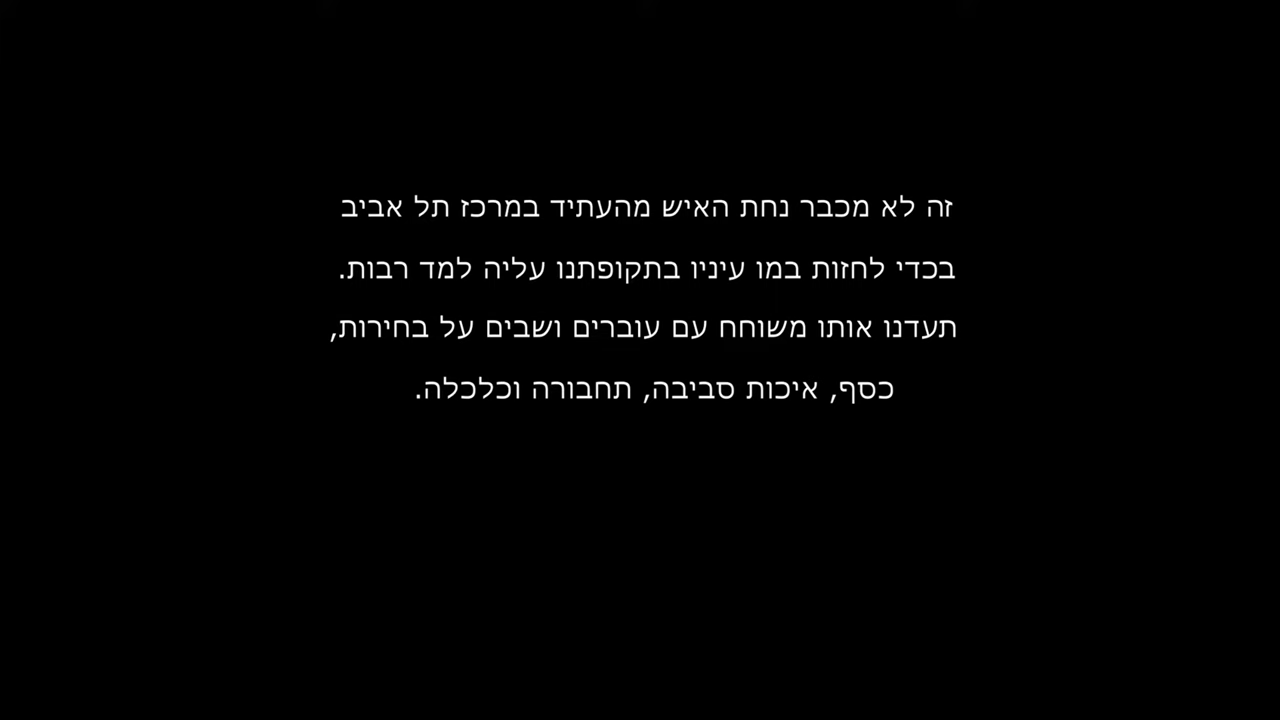 זה לא מכבר נחת האיש מהעתיד במרכז תל אביב
בכדי לחזות במו עיניו בתקופתנו עליה למד רבות.
תעדנו אותו משוחח עם עוברים ושבים על בחירות,
כסף, איכות סביבה, תחבורה וכלכלה.